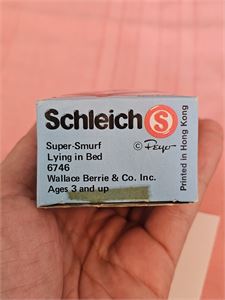 Schleich S
Super-Smurf
© Peyo
Lying in Bed
6746
Wallace Berrie & Co. Inc.
Ages 3 and up
Printed in Hong Kong